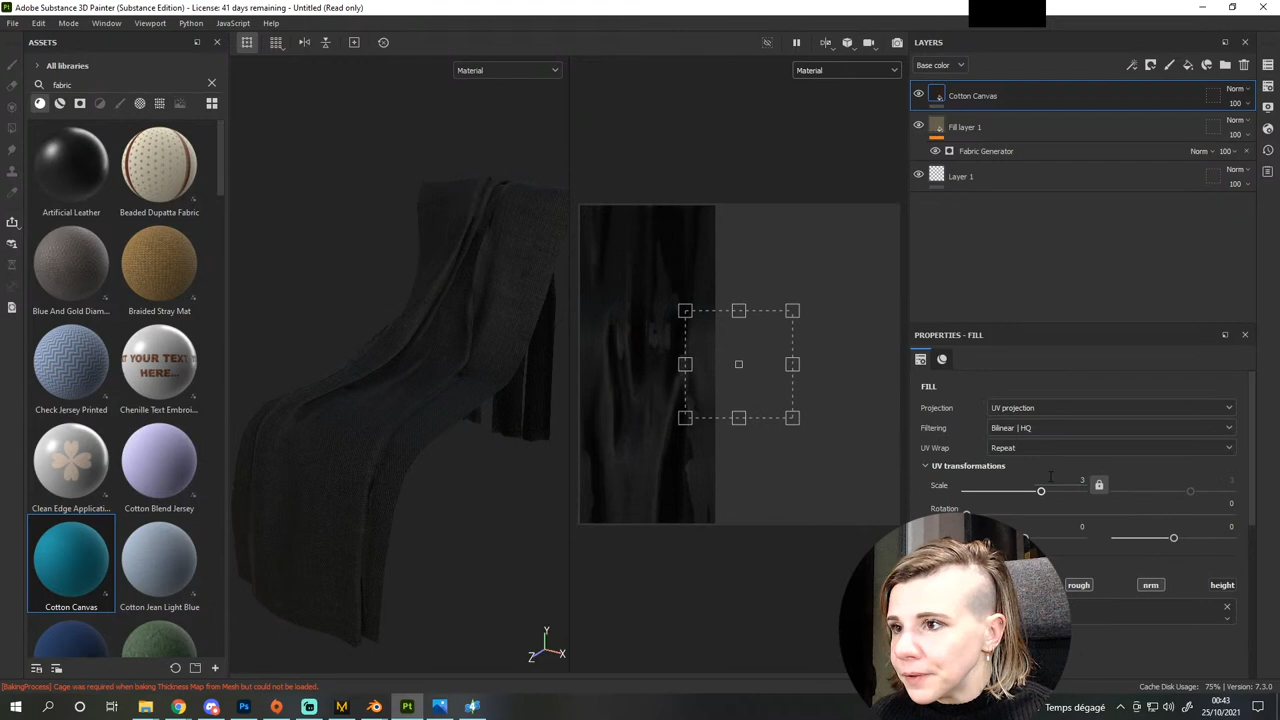 Adobe Substance 3D Painter (Substance Edition) - License: 41 days remaining - Untitled (Read only)
File Edit Mode Window Viewport Python JavaScript Help
ASSETS
All libraries
fabric
Artificial Leather
Beaded Dupatta Fabric
Blue And Gold Diam...
Braided Stray Mat
YOUR TEXT
HERE...
Check Jersey Printed
Chenille Text Embroi...
Clean Edge Applicatio...
Cotton Blend Jersey
Cotton Canvas
Cotton Jean Light Blue
Material
Material
Y
Z
X
LAYERS
Base color
Cotton Canvas
Norm
100
Fill layer 1
Norm
100
Fabric Generator
Norm
100
Layer 1
Norm
100
PROPERTIES - FILL
FILL
Projection
UV projection
Filtering
Bilinear | HQ
UV Wrap
Repeat
UV transformations
Scale
3
3
Rotation
0
0
0
rough
nrm
height
[BakingProcess] Cage was required when baking Thickness Map from Mesh but could not be loaded.
Cache Disk Usage: 75% | Version: 7.3.0
Temps dégagé
00:43
25/10/2021